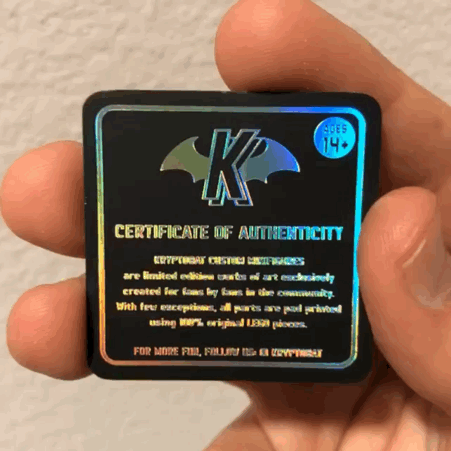 K
AGES
14+
CERTIFICATE OF AUTHENTICITY
KRYPTOBAT CUSTOM MINIFIGURES
are limited edition works of art exclusively
created for fans by fans in the community.
With few exceptions, all parts are pad printed
using 100% original LEGO pieces.
FOR MORE FUN, FOLLOW US: @ KRYPTOBAT